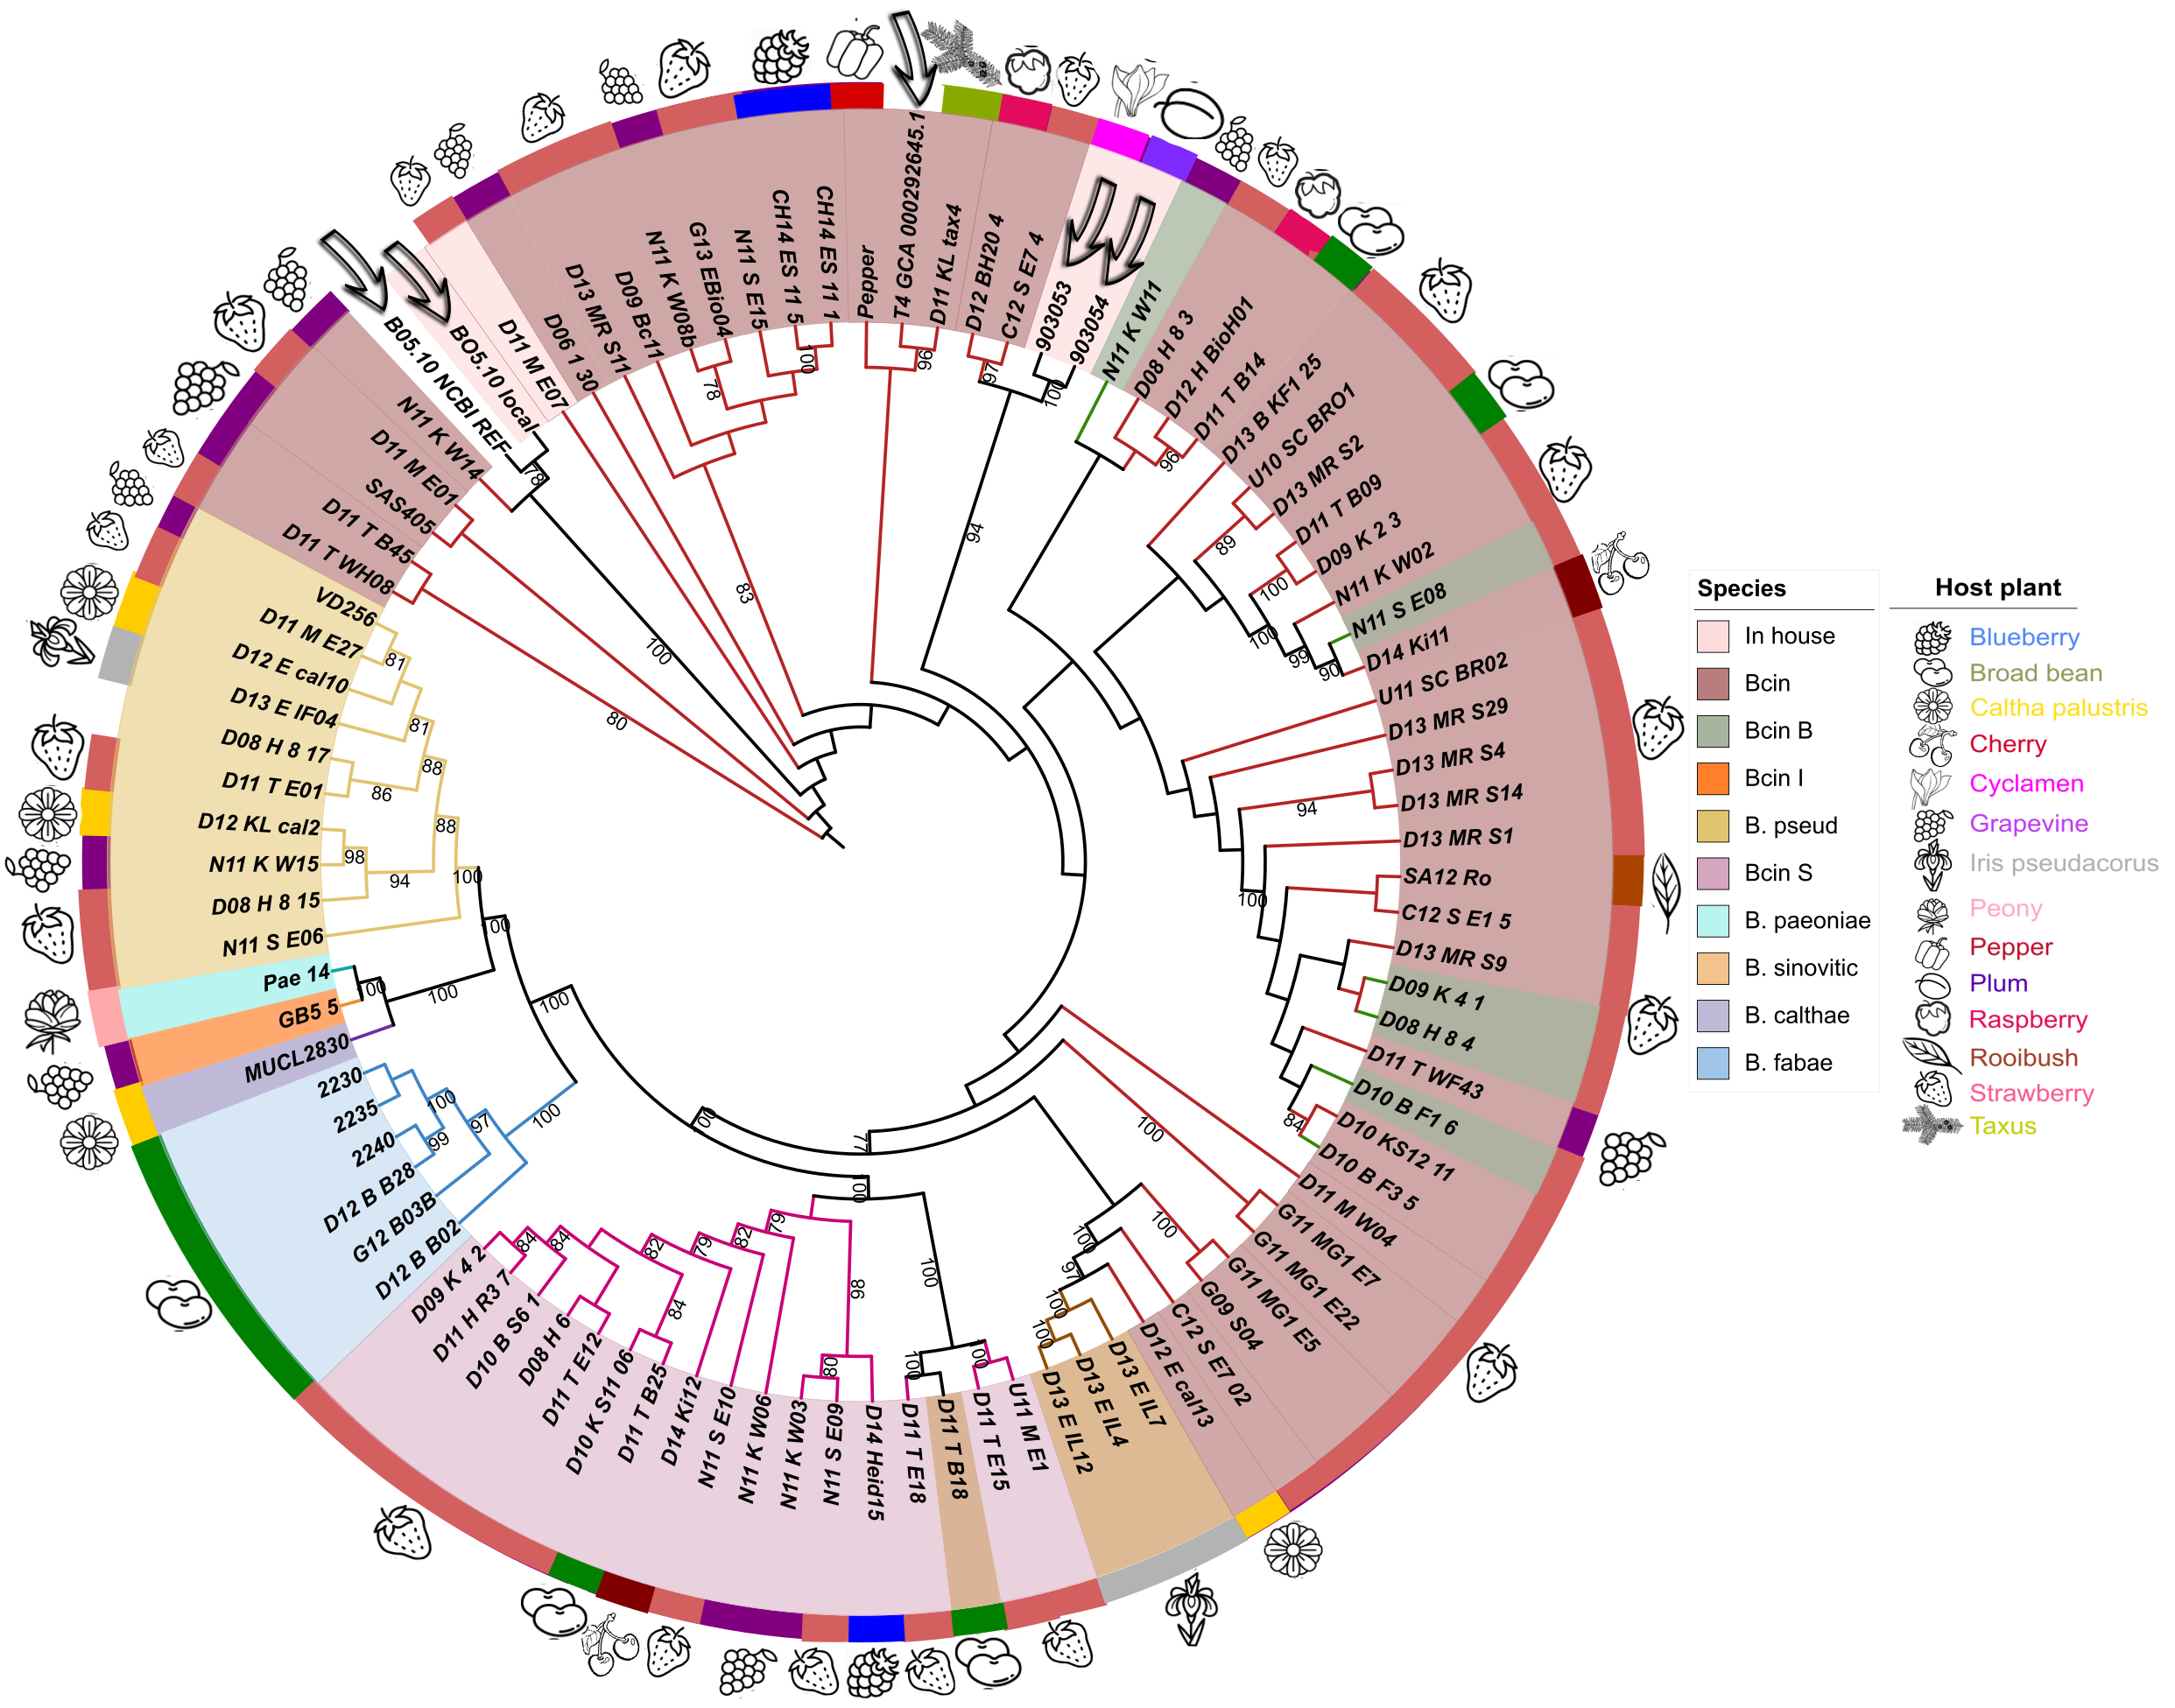 B05.10 NCBI REF
BO5.10 local
D11 M E07
D06 1 30
D13 MR S11
D09 Bc11
N11 K W08b
G13 EBio04
N11 S E15
CH14 ES 11 5
CH14 ES 11 1
Pepper
T4 GCA 000292645.1
D11 KL tax4
D12 BH20 4
C12 S E7 4
903053
903054
N11 K W11
D08 H 8 3
D12 H BioH01
D11 T B14
D13 B KF1 25
U10 SC BRO1
D13 MR S2
D11 T B09
D09 K 2 3
N11 K W02
N11 S E08
D14 Ki11
U11 SC BR02
D13 MR S29
D13 MR S4
D13 MR S14
D13 MR S1
SA12 Ro
C12 S E1 5
D13 MR S9
D09 K 4 1
D08 H 8 4
D11 T WF43
D10 B F1 6
D10 KS12 11
D10 B F3 5
D11 M W04
G11 MG1 E7
G11 MG1 E22
G11 MG1 E5
G09 S04
C12 S E7 02
D12 E cal13
D13 E IL7
D13 E IL4
D13 E IL12
U11 M E1
D11 T E15
D11 T B18
D11 T E18
D14 Heid15
N11 S E09
N11 K W03
N11 K W06
N11 S E10
D14 Ki12
D11 T B25
D10 K S11 06
D11 T E12
D08 H 6
D10 B S6 1
D11 H R3 7
D09 K 4 2
D12 B B02
G12 B03B
D12 B B28
2240
2235
2230
MUCL2830
GB5 5
Pae 14
N11 S E06
D08 H 8 15
N11 K W15
D12 KL cal2
D11 T E01
D08 H 8 17
D13 E IF04
D12 E cal10
D11 M E27
VD256
D11 T WH08
D11 T B45
SAS405
D11 M E01
N11 K W14
78
100
80
83
78
100
96
97
100
94
96
89
100
100
99
90
94
100
84
100
100
100
97
100
100
77
100
100
100
100
100
98
80
79
82
79
82
84
84
84
100
97
99
100
100
100
100
100
100
88
88
81
81
86
98
94
Species
In house
Bcin
Bcin B
Bcin I
B. pseud
Bcin S
B. paeoniae
B. sinovitic
B. calthae
B. fabae
Host plant
Blueberry
Broad bean
Caltha palustris
Cherry
Cyclamen
Grapevine
Iris pseudacorus
Peony
Pepper
Plum
Raspberry
Rooibush
Strawberry
Taxus